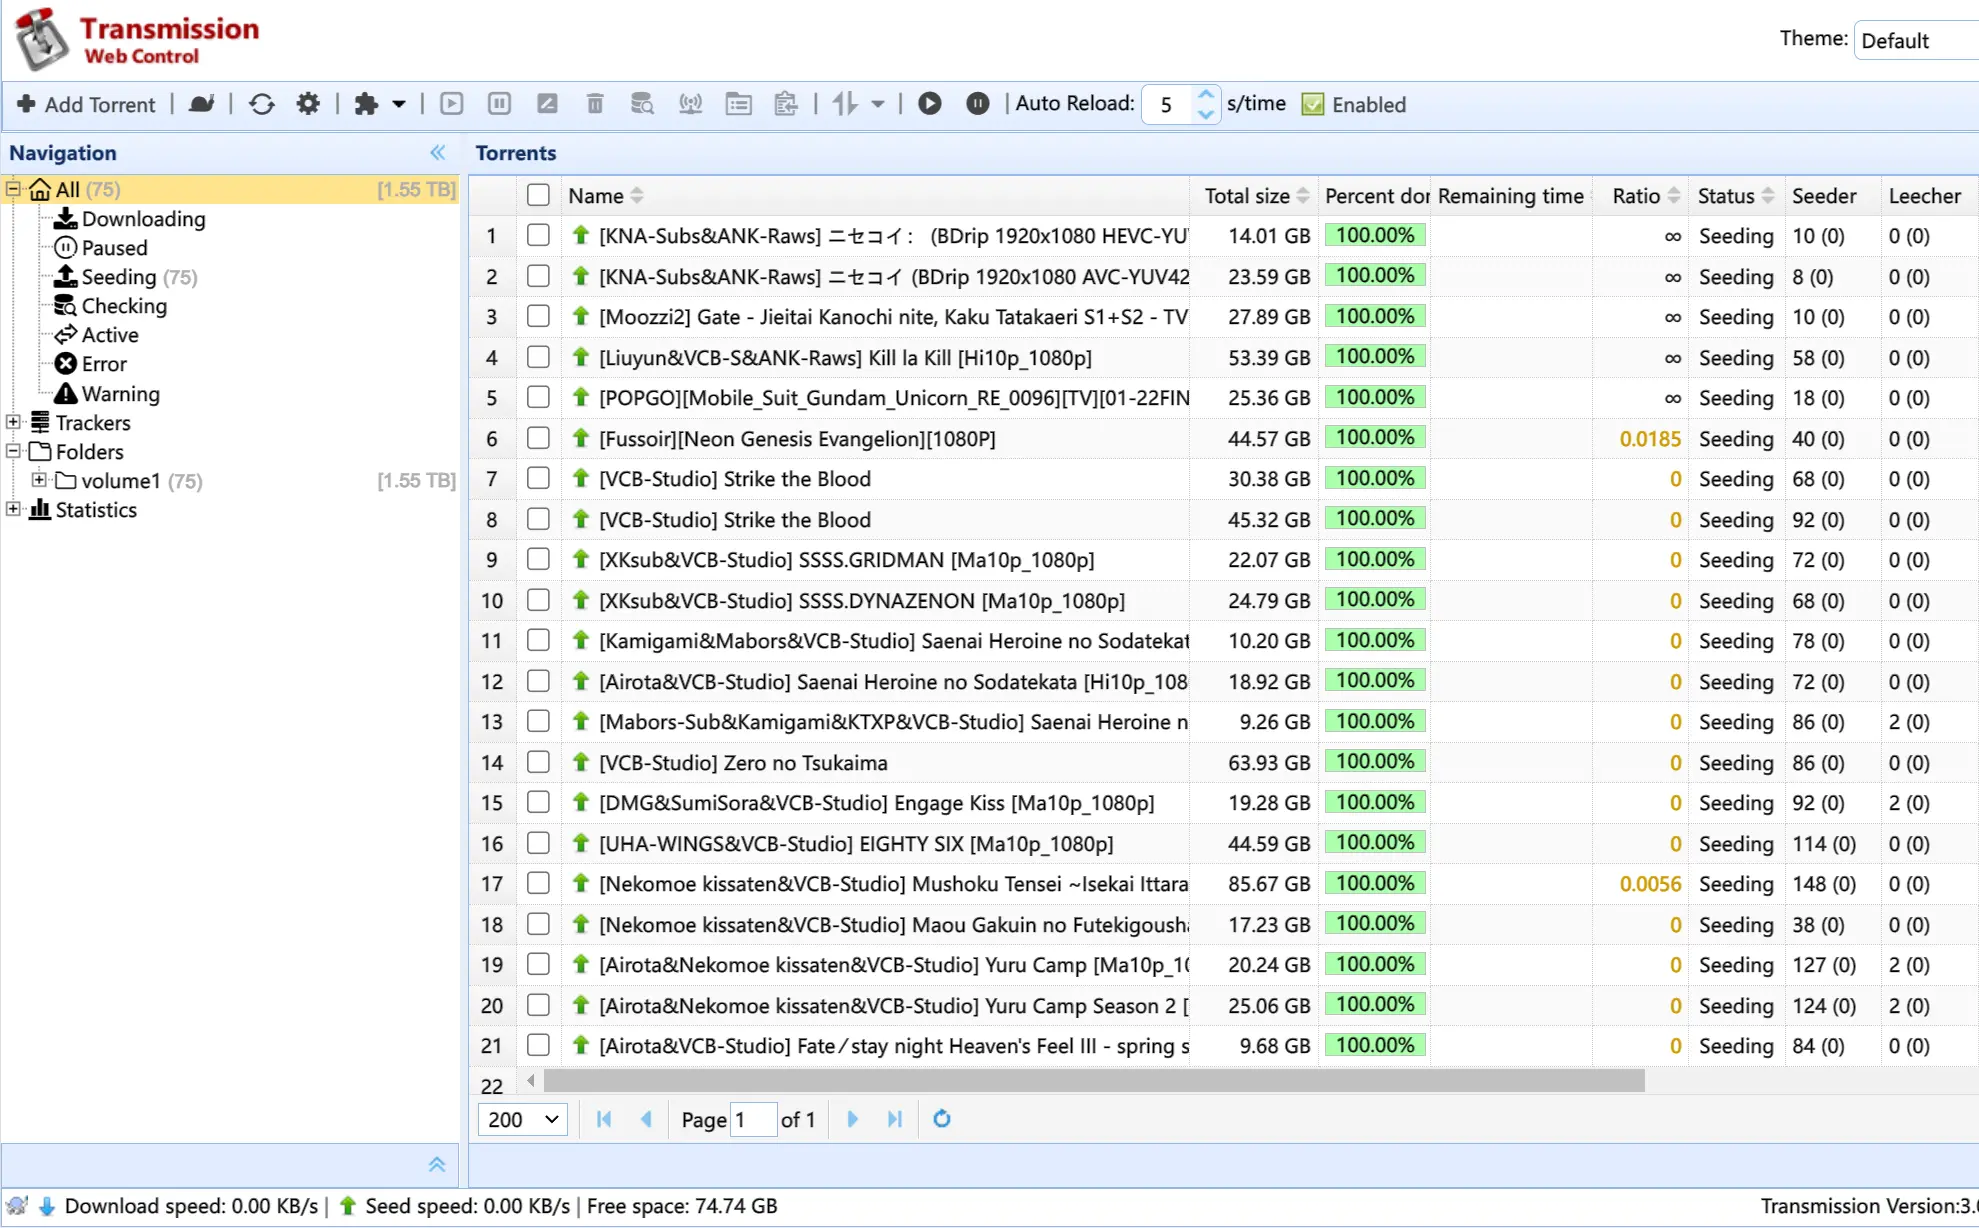 Transmission
Web Control
Theme: Default
Add Torrent | | | | | | Auto Reload: 5 s/time Enabled
Navigation
All (75) [1.55 TB]
Downloading
Paused
Seeding (75)
Checking
Active
Error
Warning
Trackers
Folders
volume1 (75) [1.55 TB]
Statistics
Torrents
Name Total size Percent dor Remaining time Ratio Status Seeder Leecher
1 [KNA-Subs&ANK-Raws] ニセコイ： (BDrip 1920x1080 HEVC-YU 14.01 GB 100.00% ∞ Seeding 10 (0) 0 (0)
2 [KNA-Subs&ANK-Raws] ニセコイ (BDrip 1920x1080 AVC-YUV42 23.59 GB 100.00% ∞ Seeding 8 (0) 0 (0)
3 [Moozzi2] Gate - Jieitai Kanochi nite, Kaku Tatakaeri S1+S2 - TV 27.89 GB 100.00% ∞ Seeding 10 (0) 0 (0)
4 [Liuyun&VCB-S&ANK-Raws] Kill la Kill [Hi10p_1080p] 53.39 GB 100.00% ∞ Seeding 58 (0) 0 (0)
5 [POPGO][Mobile_Suit_Gundam_Unicorn_RE_0096][TV][01-22FIN 25.36 GB 100.00% ∞ Seeding 18 (0) 0 (0)
6 [Fussoir][Neon Genesis Evangelion][1080P] 44.57 GB 100.00% 0.0185 Seeding 40 (0) 0 (0)
7 [VCB-Studio] Strike the Blood 30.38 GB 100.00% 0 Seeding 68 (0) 0 (0)
8 [VCB-Studio] Strike the Blood 45.32 GB 100.00% 0 Seeding 92 (0) 0 (0)
9 [XKsub&VCB-Studio] SSSS.GRIDMAN [Ma10p_1080p] 22.07 GB 100.00% 0 Seeding 72 (0) 0 (0)
10 [XKsub&VCB-Studio] SSSS.DYNAZENON [Ma10p_1080p] 24.79 GB 100.00% 0 Seeding 68 (0) 0 (0)
11 [Kamigami&Mabors&VCB-Studio] Saenai Heroine no Sodatekat 10.20 GB 100.00% 0 Seeding 78 (0) 0 (0)
12 [Airota&VCB-Studio] Saenai Heroine no Sodatekata [Hi10p_108 18.92 GB 100.00% 0 Seeding 72 (0) 0 (0)
13 [Mabors-Sub&Kamigami&KTXP&VCB-Studio] Saenai Heroine n 9.26 GB 100.00% 0 Seeding 86 (0) 2 (0)
14 [VCB-Studio] Zero no Tsukaima 63.93 GB 100.00% 0 Seeding 86 (0) 0 (0)
15 [DMG&SumiSora&VCB-Studio] Engage Kiss [Ma10p_1080p] 19.28 GB 100.00% 0 Seeding 92 (0) 2 (0)
16 [UHA-WINGS&VCB-Studio] EIGHTY SIX [Ma10p_1080p] 44.59 GB 100.00% 0 Seeding 114 (0) 0 (0)
17 [Nekomoe kissaten&VCB-Studio] Mushoku Tensei ~Isekai Ittara 85.67 GB 100.00% 0.0056 Seeding 148 (0) 0 (0)
18 [Nekomoe kissaten&VCB-Studio] Maou Gakuin no Futekigousha 17.23 GB 100.00% 0 Seeding 38 (0) 0 (0)
19 [Airota&Nekomoe kissaten&VCB-Studio] Yuru Camp [Ma10p_10 20.24 GB 100.00% 0 Seeding 127 (0) 2 (0)
20 [Airota&Nekomoe kissaten&VCB-Studio] Yuru Camp Season 2 [ 25.06 GB 100.00% 0 Seeding 124 (0) 2 (0)
21 [Airota&VCB-Studio] Fate/stay night Heaven's Feel III - spring s 9.68 GB 100.00% 0 Seeding 84 (0) 0 (0)
22
200 Page 1 of 1
Download speed: 0.00 KB/s | Seed speed: 0.00 KB/s | Free space: 74.74 GB Transmission Version:3.